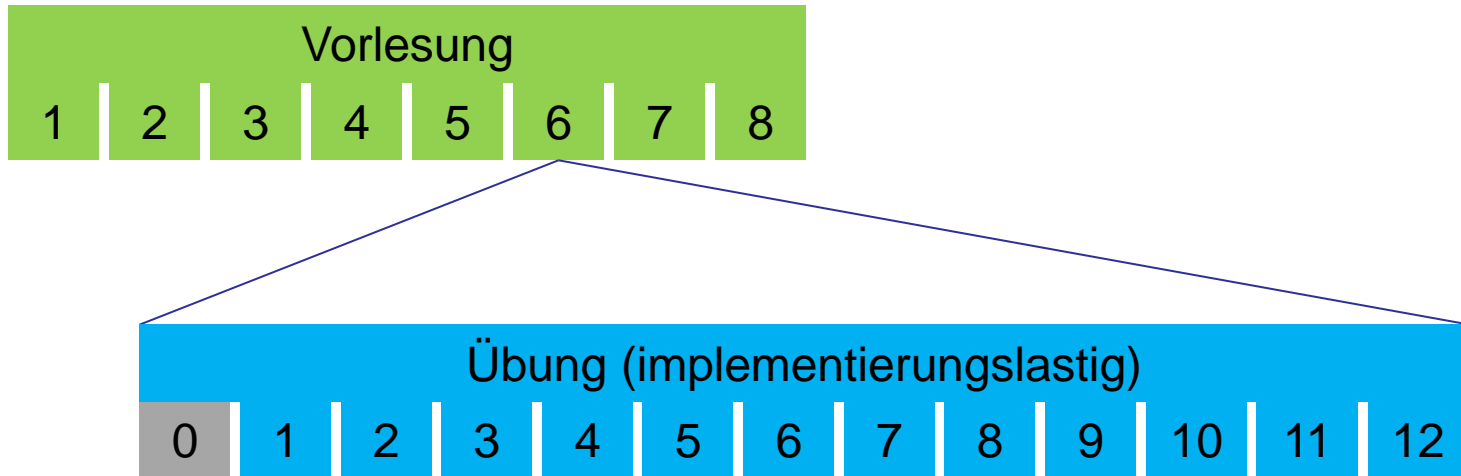 Vorlesung
1 2 3 4 5 6 7 8
Übung (implementierungslastig)
0 1 2 3 4 5 6 7 8 9 10 11 12